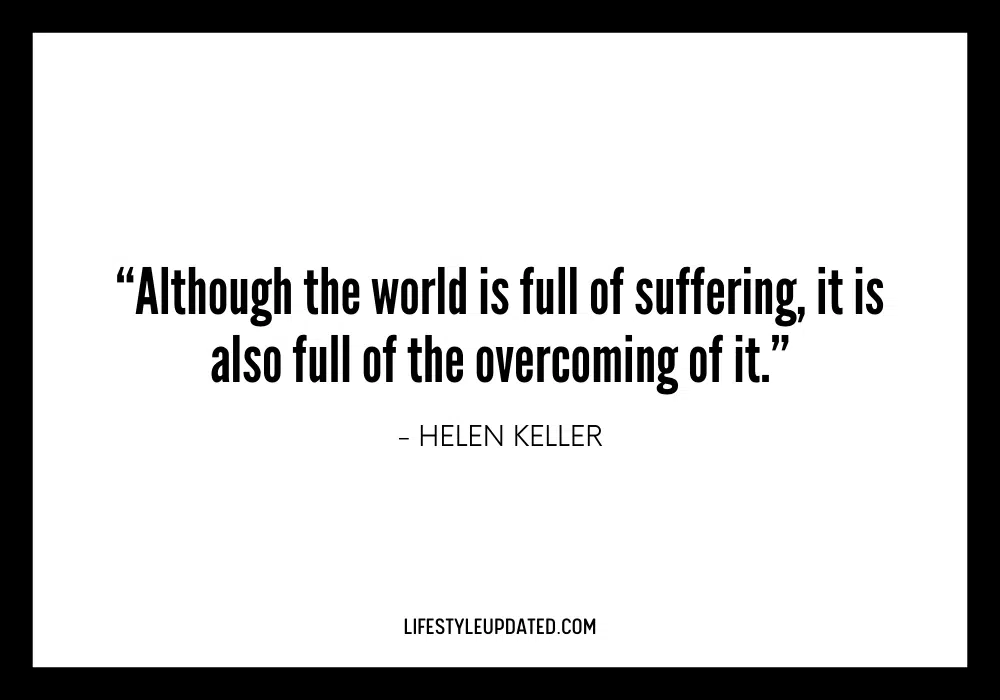 “Although the world is full of suffering, it is
also full of the overcoming of it.”
– HELEN KELLER
LIFESTYLEUPDATED.COM